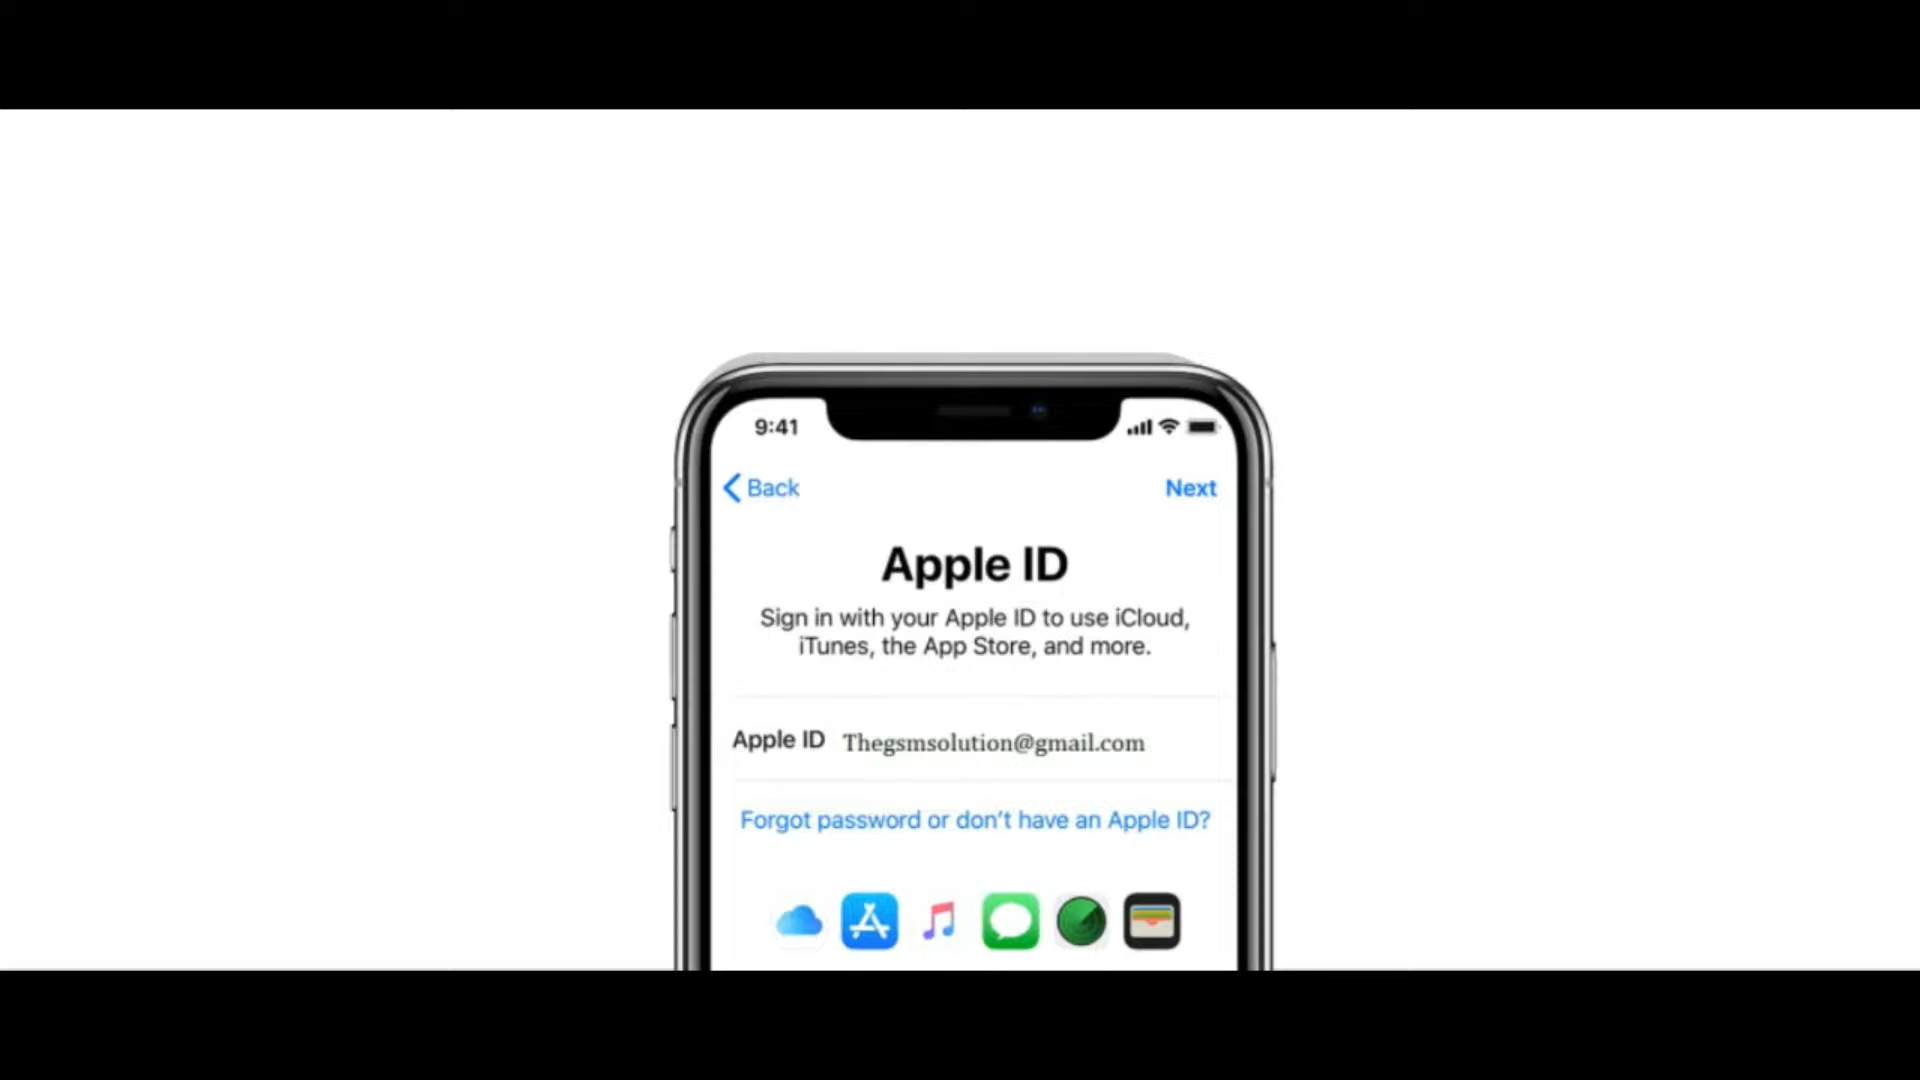 9:41
Back
Next
Apple ID
Sign in with your Apple ID to use iCloud,
iTunes, the App Store, and more.
Apple ID Thegsmsolution@gmail.com
Forgot password or don't have an Apple ID?